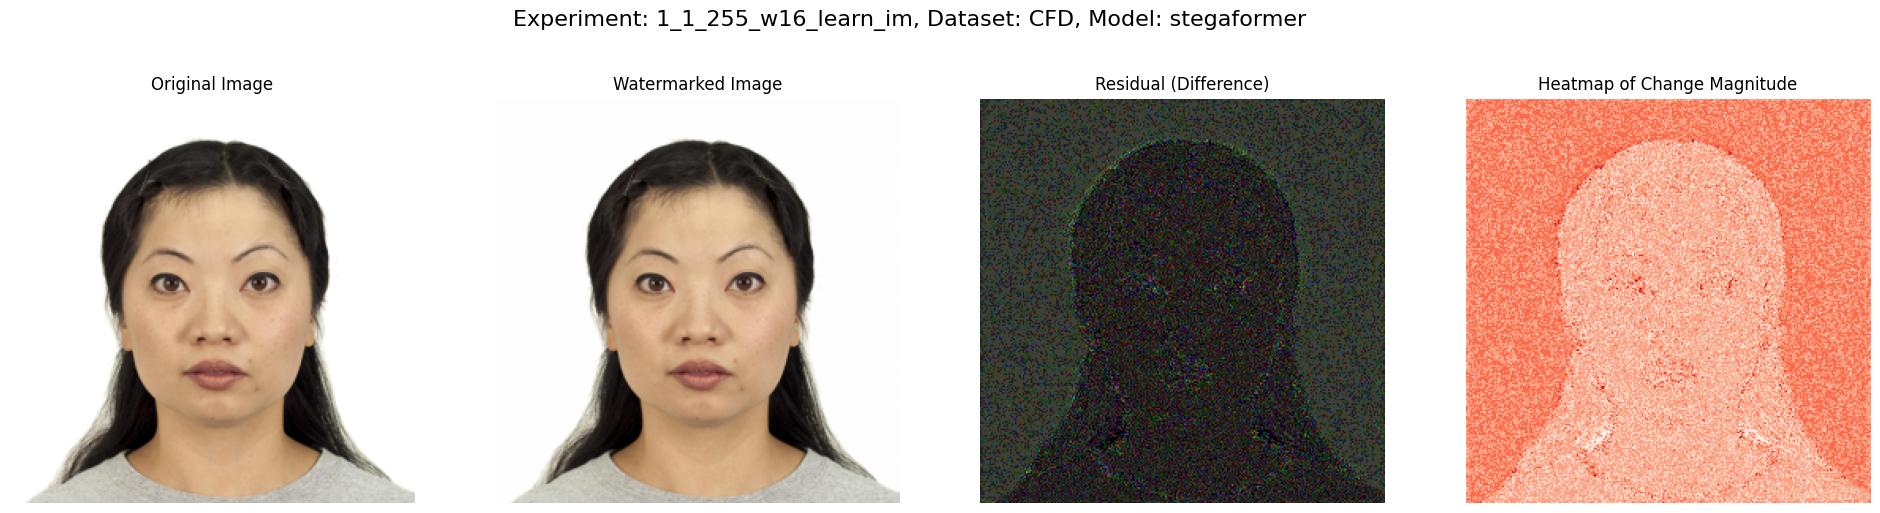 Experiment: 1_1_255_w16_learn_im, Dataset: CFD, Model: stegaformer
Original Image
Watermarked Image
Residual (Difference)
Heatmap of Change Magnitude